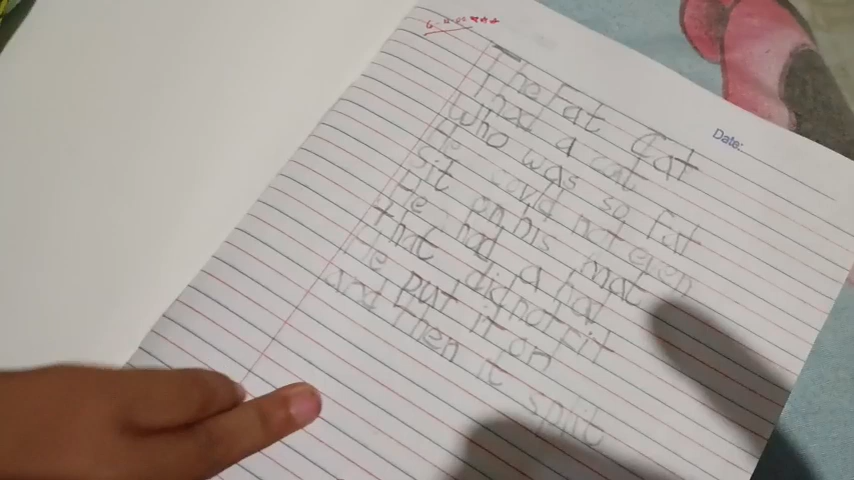 Date:
The Fat Cat
I had a cat
who was so fat
He could not even
sit on his mat
He had a hat
that did not fit
He put it on
and then it split